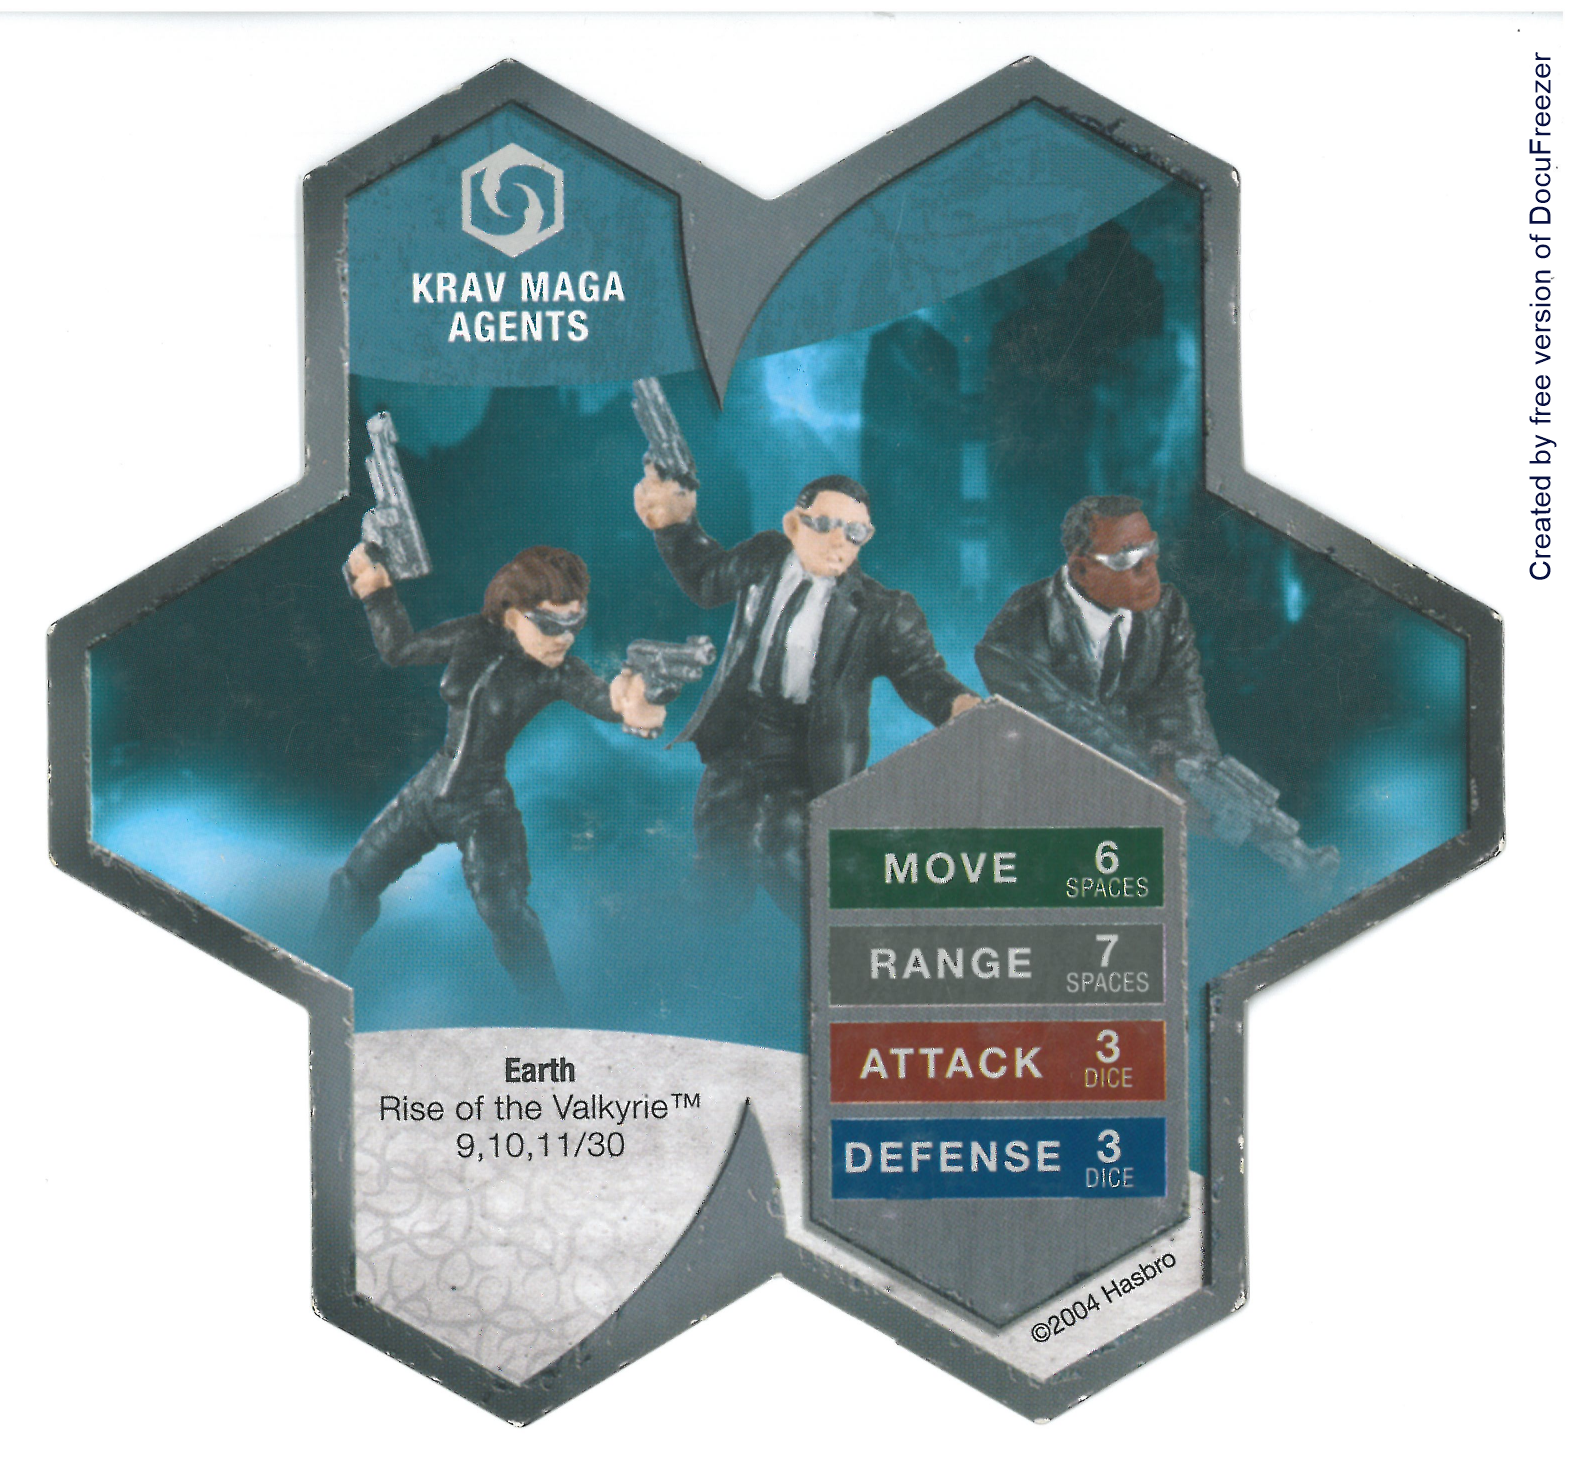 KRAV MAGA
AGENTS
MOVE 6 SPACES
RANGE 7 SPACES
ATTACK 3 DICE
DEFENSE 3 DICE
Earth
Rise of the Valkyrie™
9,10,11/30
©2004 Hasbro
Created by free version of DocuFreezer